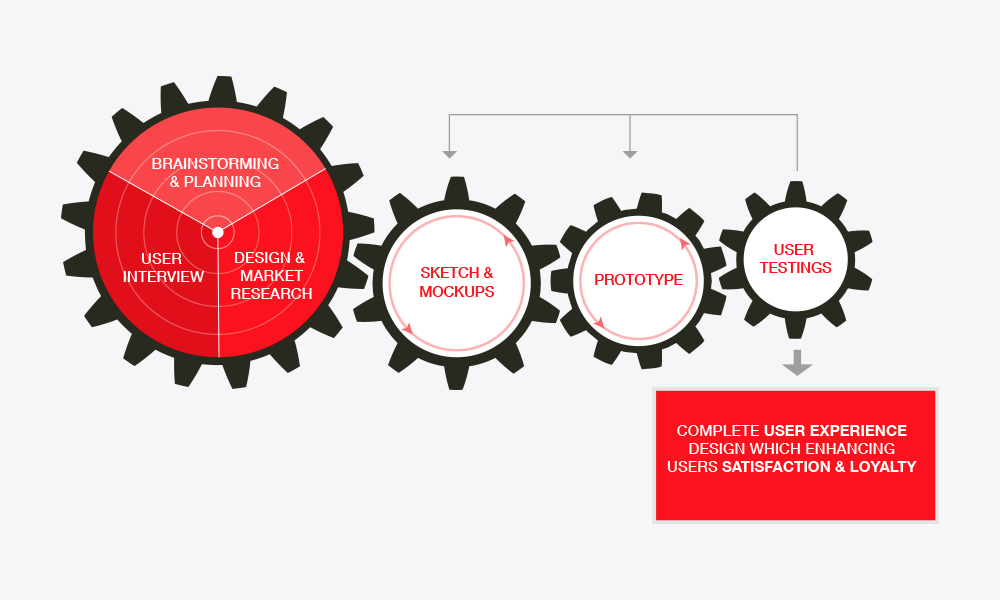 BRAINSTORMING
& PLANNING
USER
INTERVIEW
DESIGN &
MARKET
RESEARCH
SKETCH &
MOCKUPS
PROTOTYPE
USER
TESTINGS
COMPLETE USER EXPERIENCE
DESIGN WHICH ENHANCING
USERS SATISFACTION & LOYALTY